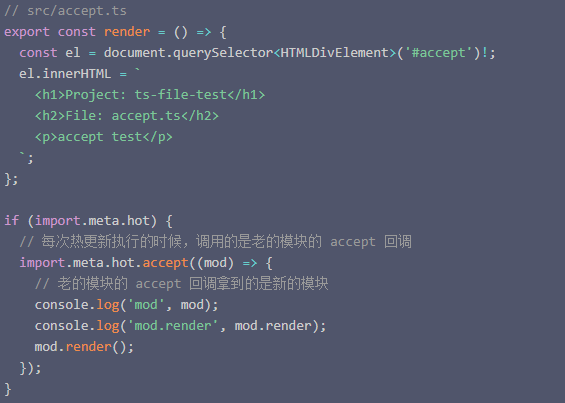 // src/accept.ts
export const render = () => {
  const el = document.querySelector<HTMLDivElement>('#accept')!;
  el.innerHTML = `
    <h1>Project: ts-file-test</h1>
    <h2>File: accept.ts</h2>
    <p>accept test</p>
  `;
};

if (import.meta.hot) {
  // 每次热更新执行的时候，调用的是老的模块的 accept 回调
  import.meta.hot.accept((mod) => {
    // 老的模块的 accept 回调拿到的是新的模块
    console.log('mod', mod);
    console.log('mod.render', mod.render);
    mod.render();
  });
}